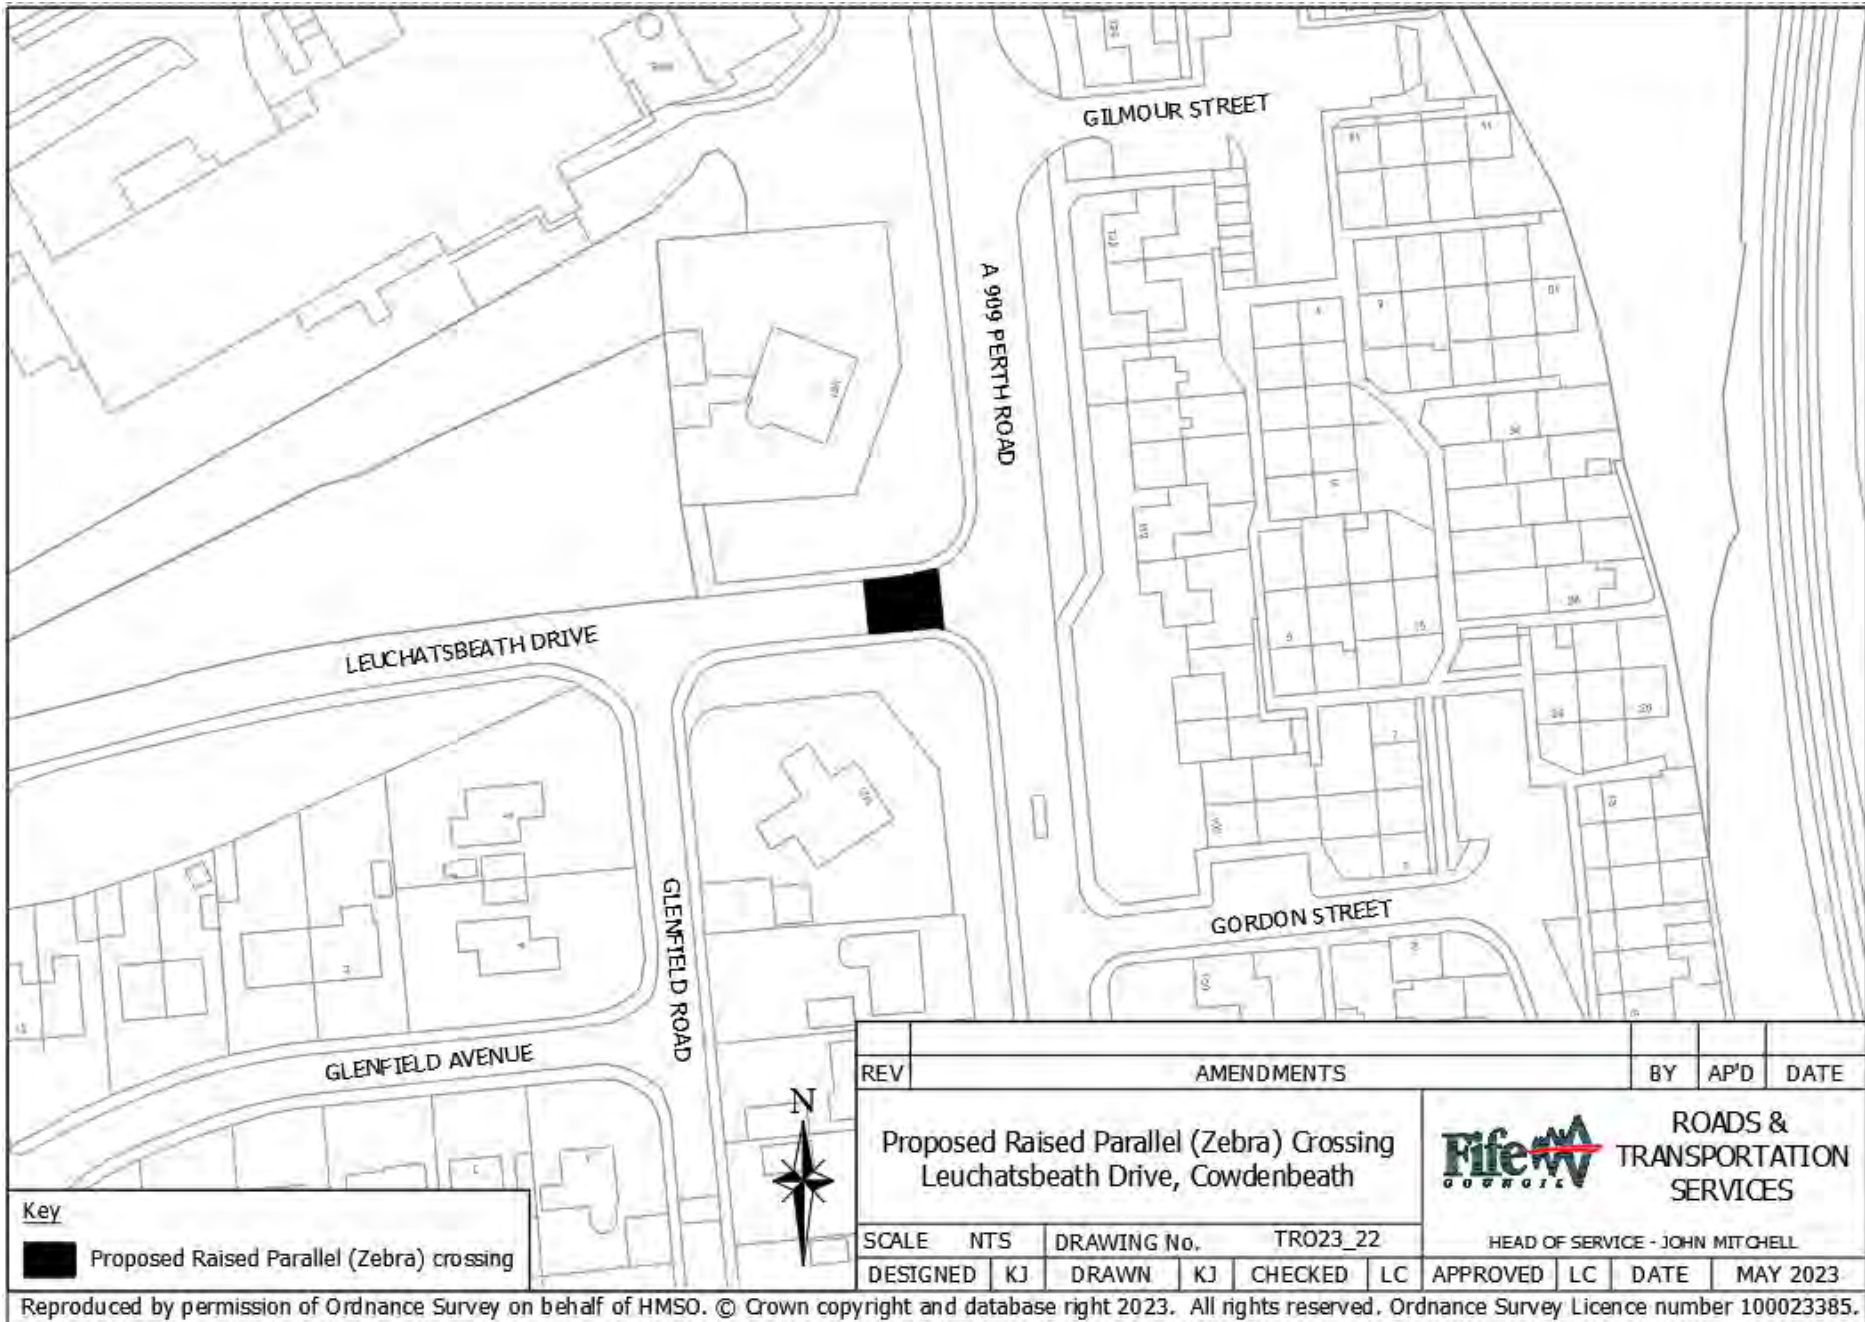 GILMOUR STREET
A 909 PERTH ROAD
LEUCHATSBEATH DRIVE
GLENFIELD ROAD
GORDON STREET
GLENFIELD AVENUE
N
Key
Proposed Raised Parallel (Zebra) crossing
REV AMENDMENTS BY AP'D DATE
Proposed Raised Parallel (Zebra) Crossing
Leuchatsbeath Drive, Cowdenbeath
Fife
COUNCIL
ROADS &
TRANSPORTATION
SERVICES
HEAD OF SERVICE - JOHN MITCHELL
SCALE NTS DRAWING No. TRO23_22
DESIGNED KJ DRAWN KJ CHECKED LC APPROVED LC DATE MAY 2023
Reproduced by permission of Ordnance Survey on behalf of HMSO. © Crown copyright and database right 2023. All rights reserved. Ordnance Survey Licence number 100023385.